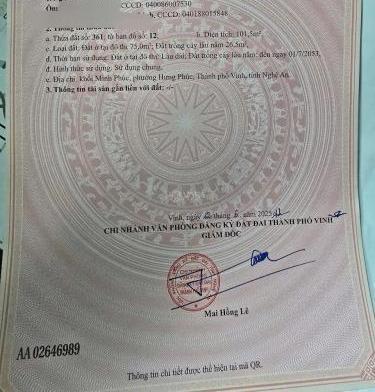 CCCD: 040086007530
Ông:
b, CCCD: 040188015848
2. Thông tin
a. Thửa đất số: 361; tờ bản đồ số: 12
b. Diện tích: 101,5m²
c. Loại đất: Đất ở tại đô thị 75,0m²; Đất trồng cây lâu năm 26,5m²;
d. Thời hạn sử dụng: Đất ở tại đô thị: Lâu dài; Đất trồng cây lâu năm: đến ngày 01/7/2053,
đ. Hình thức sử dụng: Sử dụng chung.
e. Địa chỉ: khối Minh Phúc, phường Hưng Phúc, Thành phố Vinh, tỉnh Nghệ An.
3. Thông tin tài sản gắn liền với đất: -/-
Vinh, ngày tháng 6 năm 2025
CHI NHÁNH VĂN PHÒNG ĐĂNG KÝ ĐẤT ĐAI THÀNH PHỐ VINH
GIÁM ĐỐC
Mai Hồng Lê
AA 02646989
Thông tin chi tiết được thể hiện tại mã QR.